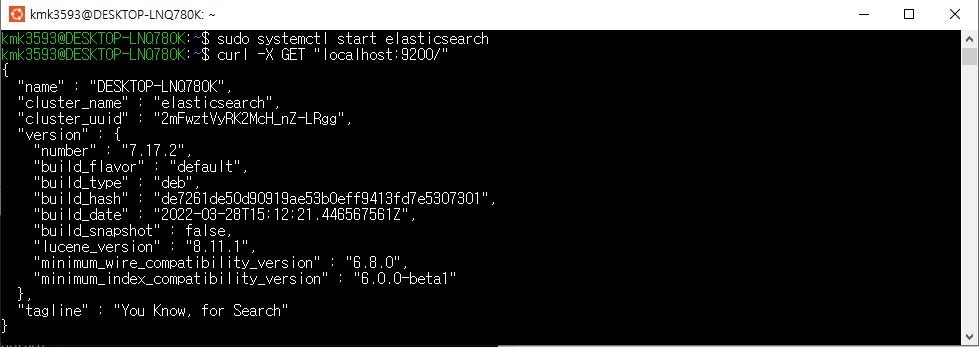 kmk3593@DESKTOP-LNQ780K: ~
kmk3593@DESKTOP-LNQ780K:~$ sudo systemctl start elasticsearch
kmk3593@DESKTOP-LNQ780K:~$ curl -X GET "localhost:9200/"
{
  "name" : "DESKTOP-LNQ780K",
  "cluster_name" : "elasticsearch",
  "cluster_uuid" : "2mFwztVyRK2McH_nZ-LRgg",
  "version" : {
    "number" : "7.17.2",
    "build_flavor" : "default",
    "build_type" : "deb",
    "build_hash" : "de7261de50d90919ae53b0eff9413fd7e5307301",
    "build_date" : "2022-03-28T15:12:21.446567561Z",
    "build_snapshot" : false,
    "lucene_version" : "8.11.1",
    "minimum_wire_compatibility_version" : "6.8.0",
    "minimum_index_compatibility_version" : "6.0.0-beta1"
  },
  "tagline" : "You Know, for Search"
}